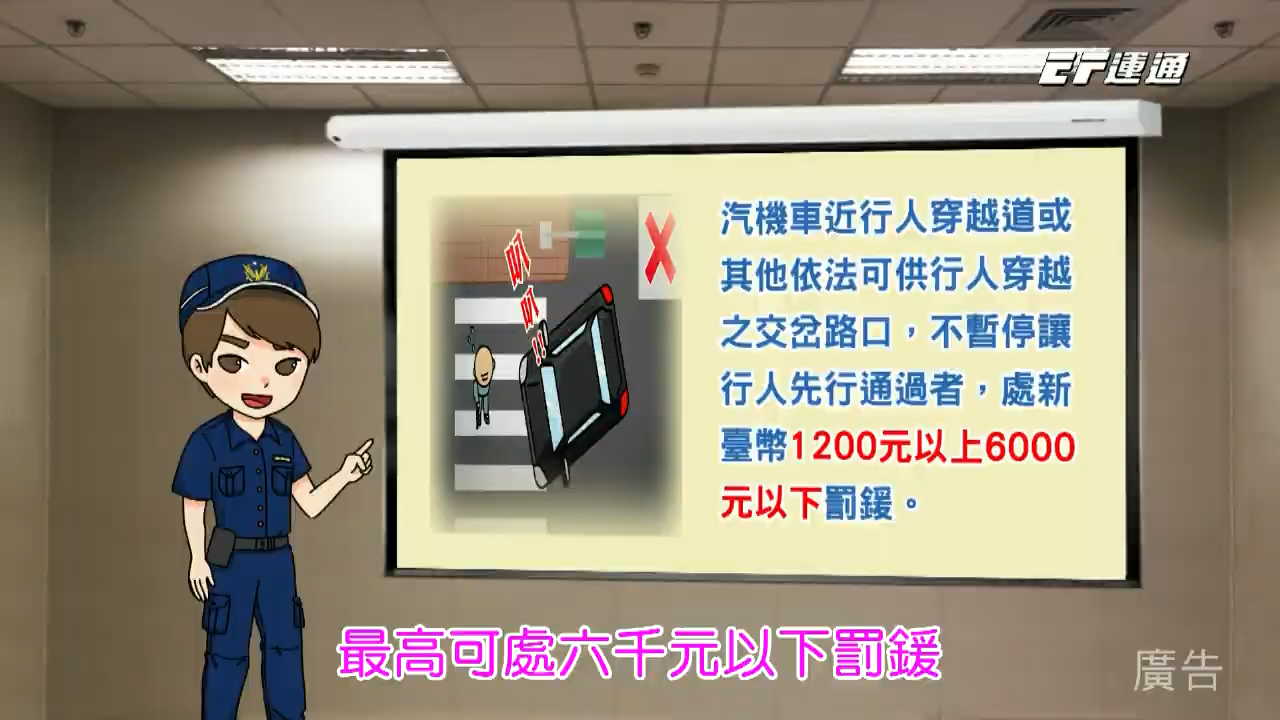 ET運通
汽機車近行人穿越道或
其他依法可供行人穿越
之交岔路口，不暫停讓
行人先行通過者，處新
臺幣1200元以上6000
元以下罰鍰。
叭
叭
!!
X
最高可處六千元以下罰鍰
廣告